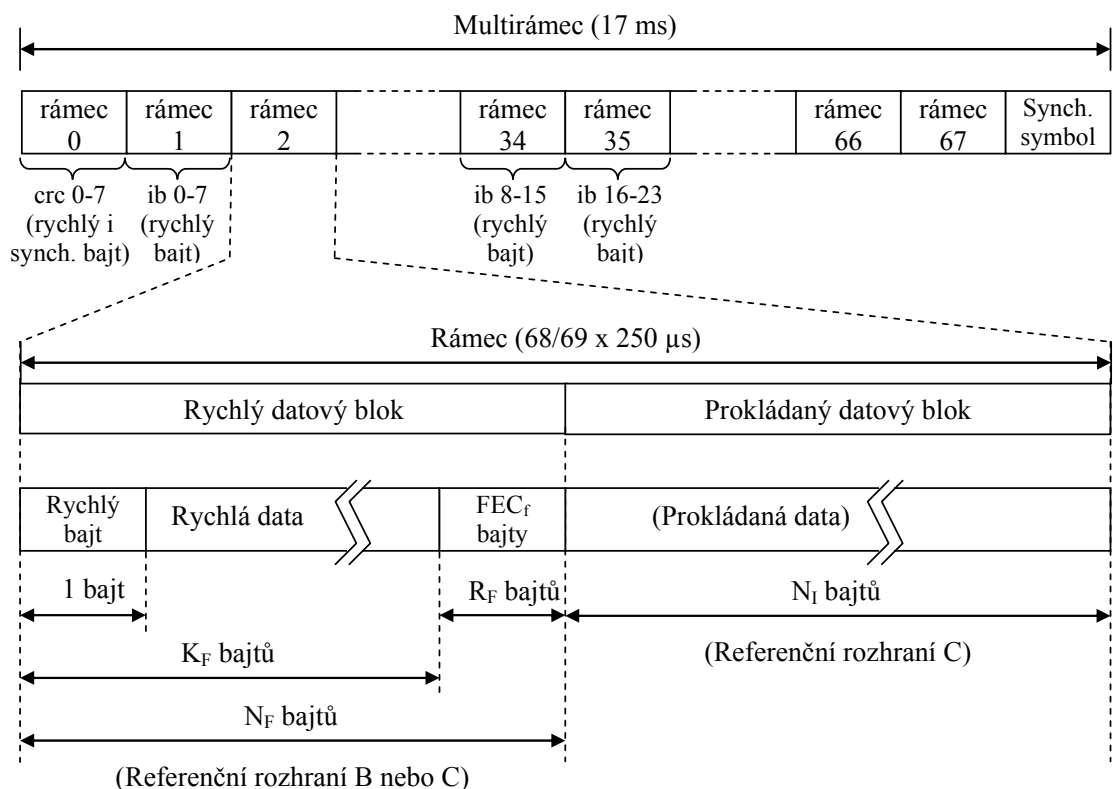 Multirámec (17 ms)
rámec 0
rámec 1
rámec 2
rámec 34
rámec 35
rámec 66
rámec 67
Synch. symbol
crc 0-7
(rychlý i
synch. bajt)
ib 0-7
(rychlý
bajt)
ib 8-15
(rychlý
bajt)
ib 16-23
(rychlý
bajt)
Rámec (68/69 x 250 µs)
Rychlý datový blok
Prokládaný datový blok
Rychlý
bajt
Rychlá data
FECf
bajty
(Prokládaná data)
1 bajt
RF bajtů
NI bajtů
KF bajtů
(Referenční rozhraní C)
NF bajtů
(Referenční rozhraní B nebo C)